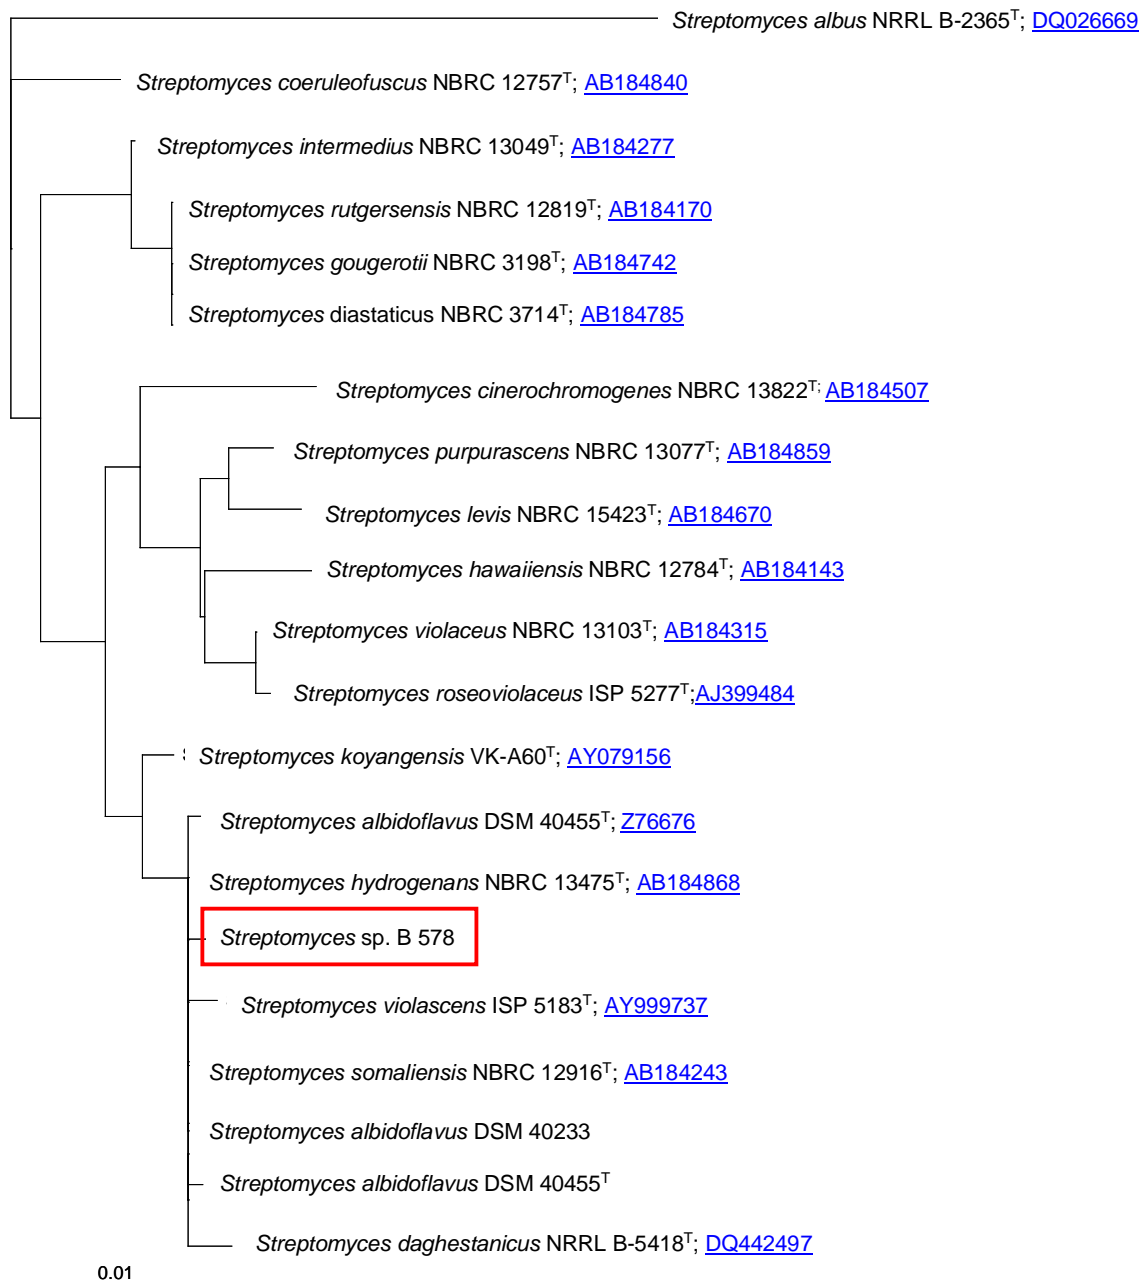 Streptomyces albus NRRL B-2365T; DQ026669
Streptomyces coeruleofuscus NBRC 12757T; AB184840
Streptomyces intermedius NBRC 13049T; AB184277
Streptomyces rutgersensis NBRC 12819T; AB184170
Streptomyces gougerotii NBRC 3198T; AB184742
Streptomyces diastaticus NBRC 3714T; AB184785
Streptomyces cinerochromogenes NBRC 13822T; AB184507
Streptomyces purpurascens NBRC 13077T; AB184859
Streptomyces levis NBRC 15423T; AB184670
Streptomyces hawaiiensis NBRC 12784T; AB184143
Streptomyces violaceus NBRC 13103T; AB184315
Streptomyces roseoviolaceus ISP 5277T;AJ399484
Streptomyces koyangensis VK-A60T; AY079156
Streptomyces albidoflavus DSM 40455T; Z76676
Streptomyces hydrogenans NBRC 13475T; AB184868
Streptomyces sp. B 578
Streptomyces violascens ISP 5183T; AY999737
Streptomyces somaliensis NBRC 12916T; AB184243
Streptomyces albidoflavus DSM 40233
Streptomyces albidoflavus DSM 40455T
Streptomyces daghestanicus NRRL B-5418T; DQ442497
0.01